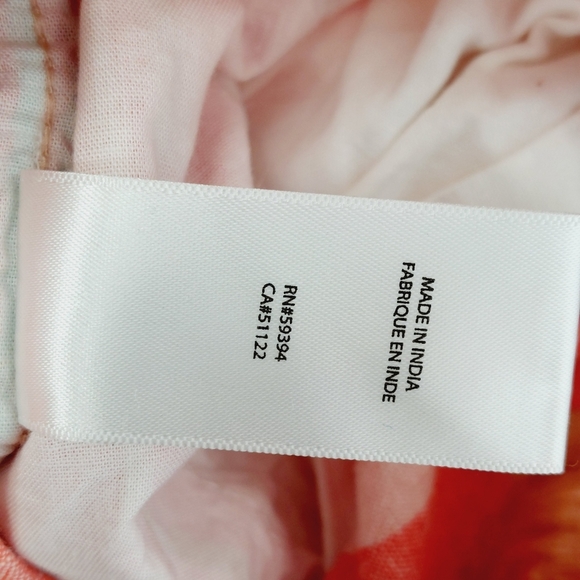 MADE IN INDIA
FABRIQUE EN INDE
RN#59394
CA#51122